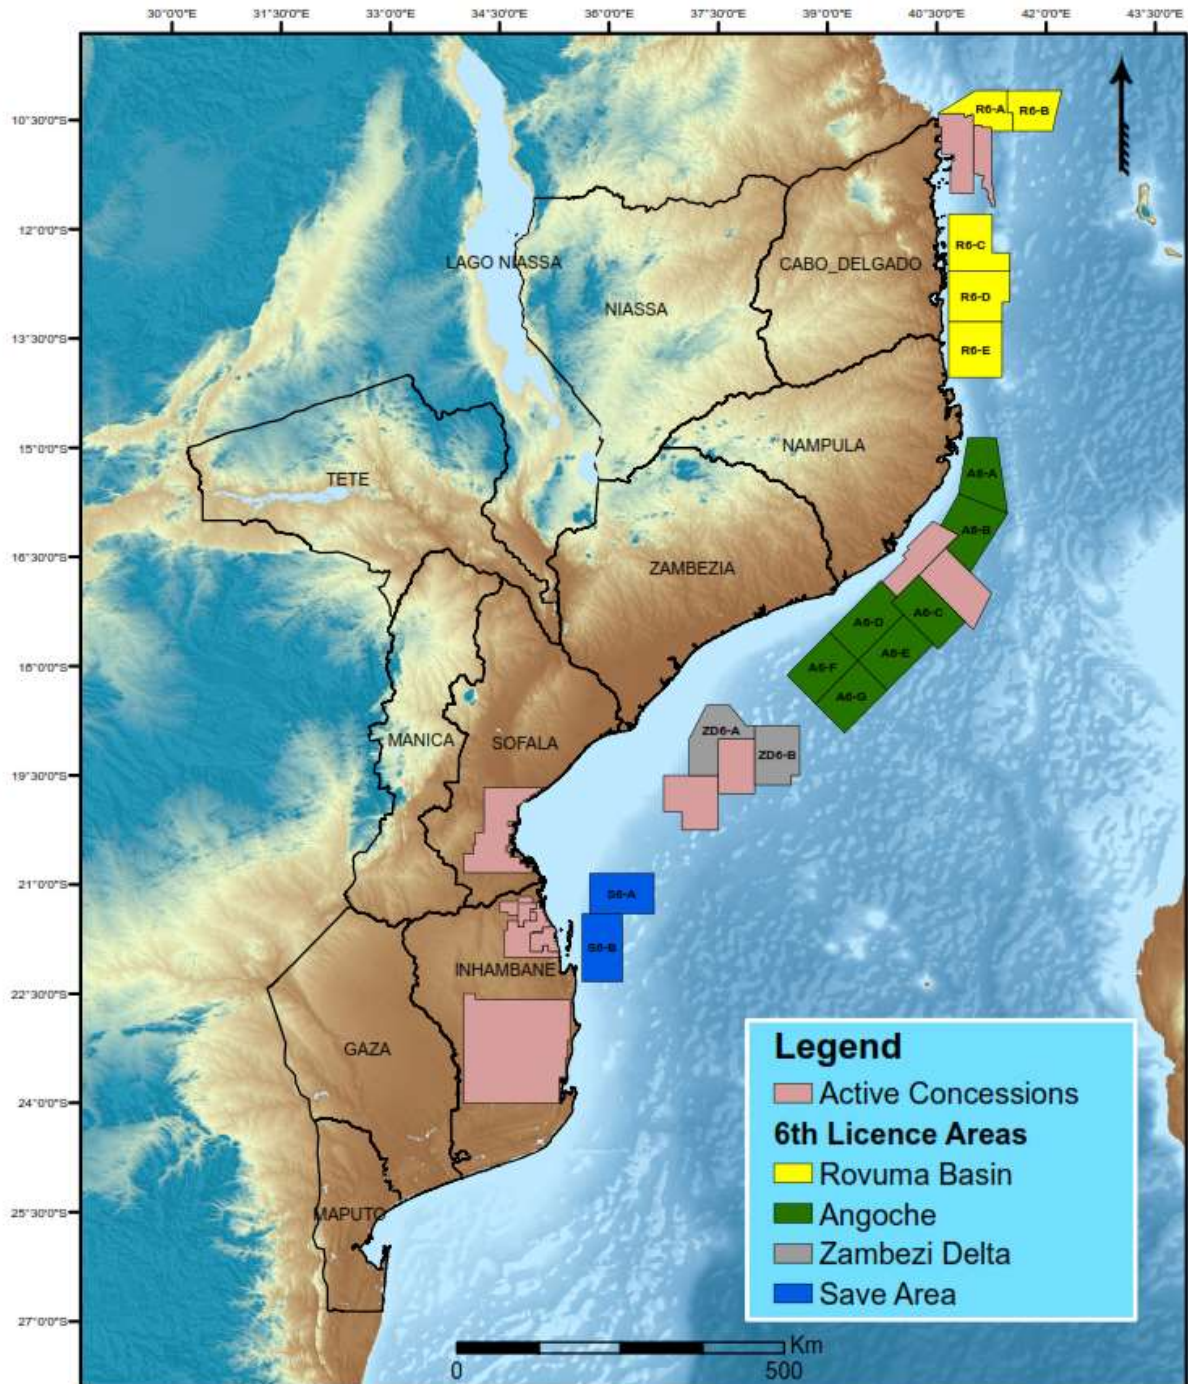 30°0'0"E 31°30'0"E 33°0'0"E 34°30'0"E 36°0'0"E 37°30'0"E 39°0'0"E 40°30'0"E 42°0'0"E 43°30'0"E
10°30'0"S
R6-A
R6-B
12°0'0"S
R6-C
LAGO NIASSA
CABO_DELGADO
R6-D
NIASSA
13°30'0"S
R6-E
15°0'0"S
NAMPULA
TETE
A6-A
A6-B
16°30'0"S
ZAMBEZIA
A6-C
A6-D
A6-E
18°0'0"S
A6-F
A6-G
ZD6-A
MANICA
SOFALA
ZD6-B
19°30'0"S
21°0'0"S
S6-A
S6-B
INHAMBANE
22°30'0"S
GAZA
24°0'0"S
MAPUTO
25°30'0"S
27°0'0"S
Legend
Active Concessions
6th Licence Areas
Rovuma Basin
Angoche
Zambezi Delta
Save Area
Km
0 500